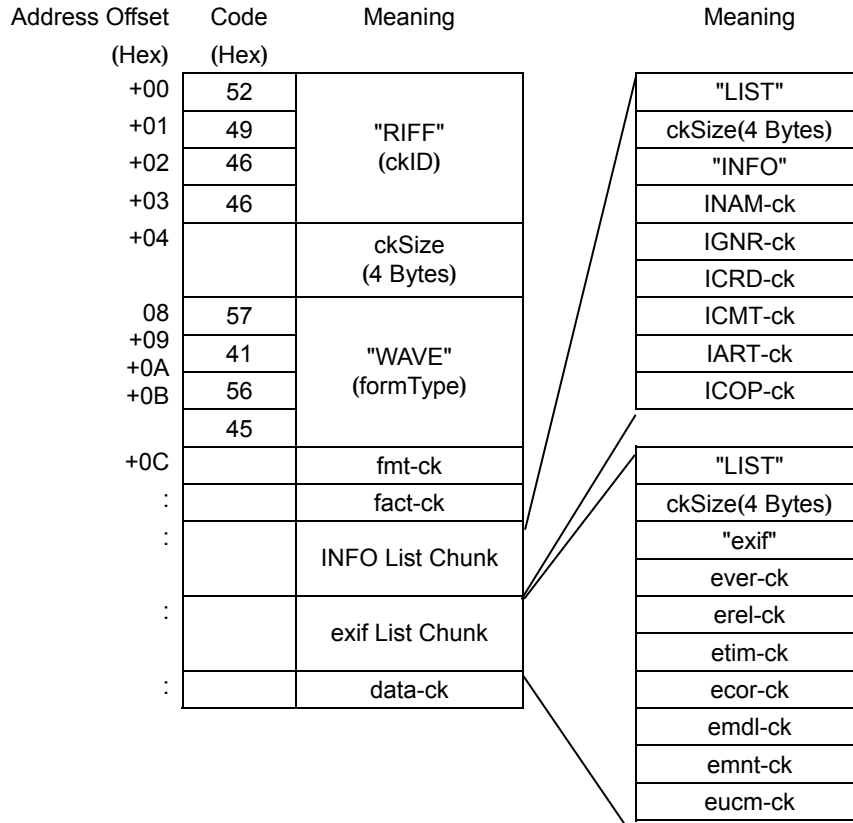 Address Offset Code Meaning Meaning
(Hex) (Hex)
+00 52 "LIST"
+01 49 "RIFF" ckSize(4 Bytes)
+02 46 (ckID) "INFO"
+03 46 INAM-ck
+04 ckSize IGNR-ck
(4 Bytes) ICRD-ck
08 57 ICMT-ck
+09
41 "WAVE" IART-ck
+0A
+0B 56 (formType) ICOP-ck
45
+0C fmt-ck "LIST"
: fact-ck ckSize(4 Bytes)
: INFO List Chunk "exif"
ever-ck
: exif List Chunk erel-ck
etim-ck
: data-ck ecor-ck
emdl-ck
emnt-ck
eucm-ck